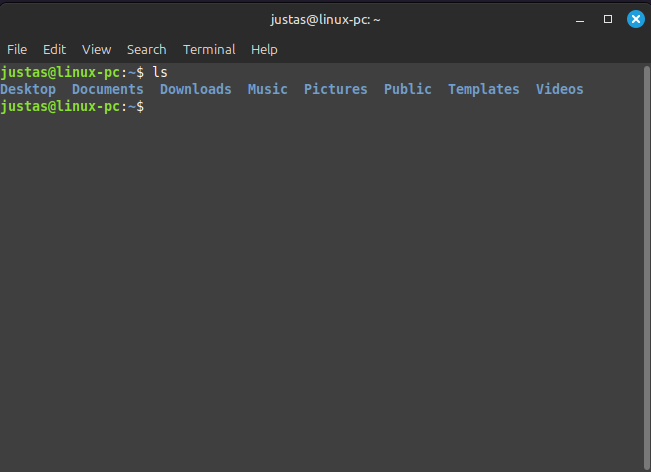 justas@linux-pc: ~
File Edit View Search Terminal Help
justas@linux-pc:~$ ls
Desktop  Documents  Downloads  Music  Pictures  Public  Templates  Videos
justas@linux-pc:~$